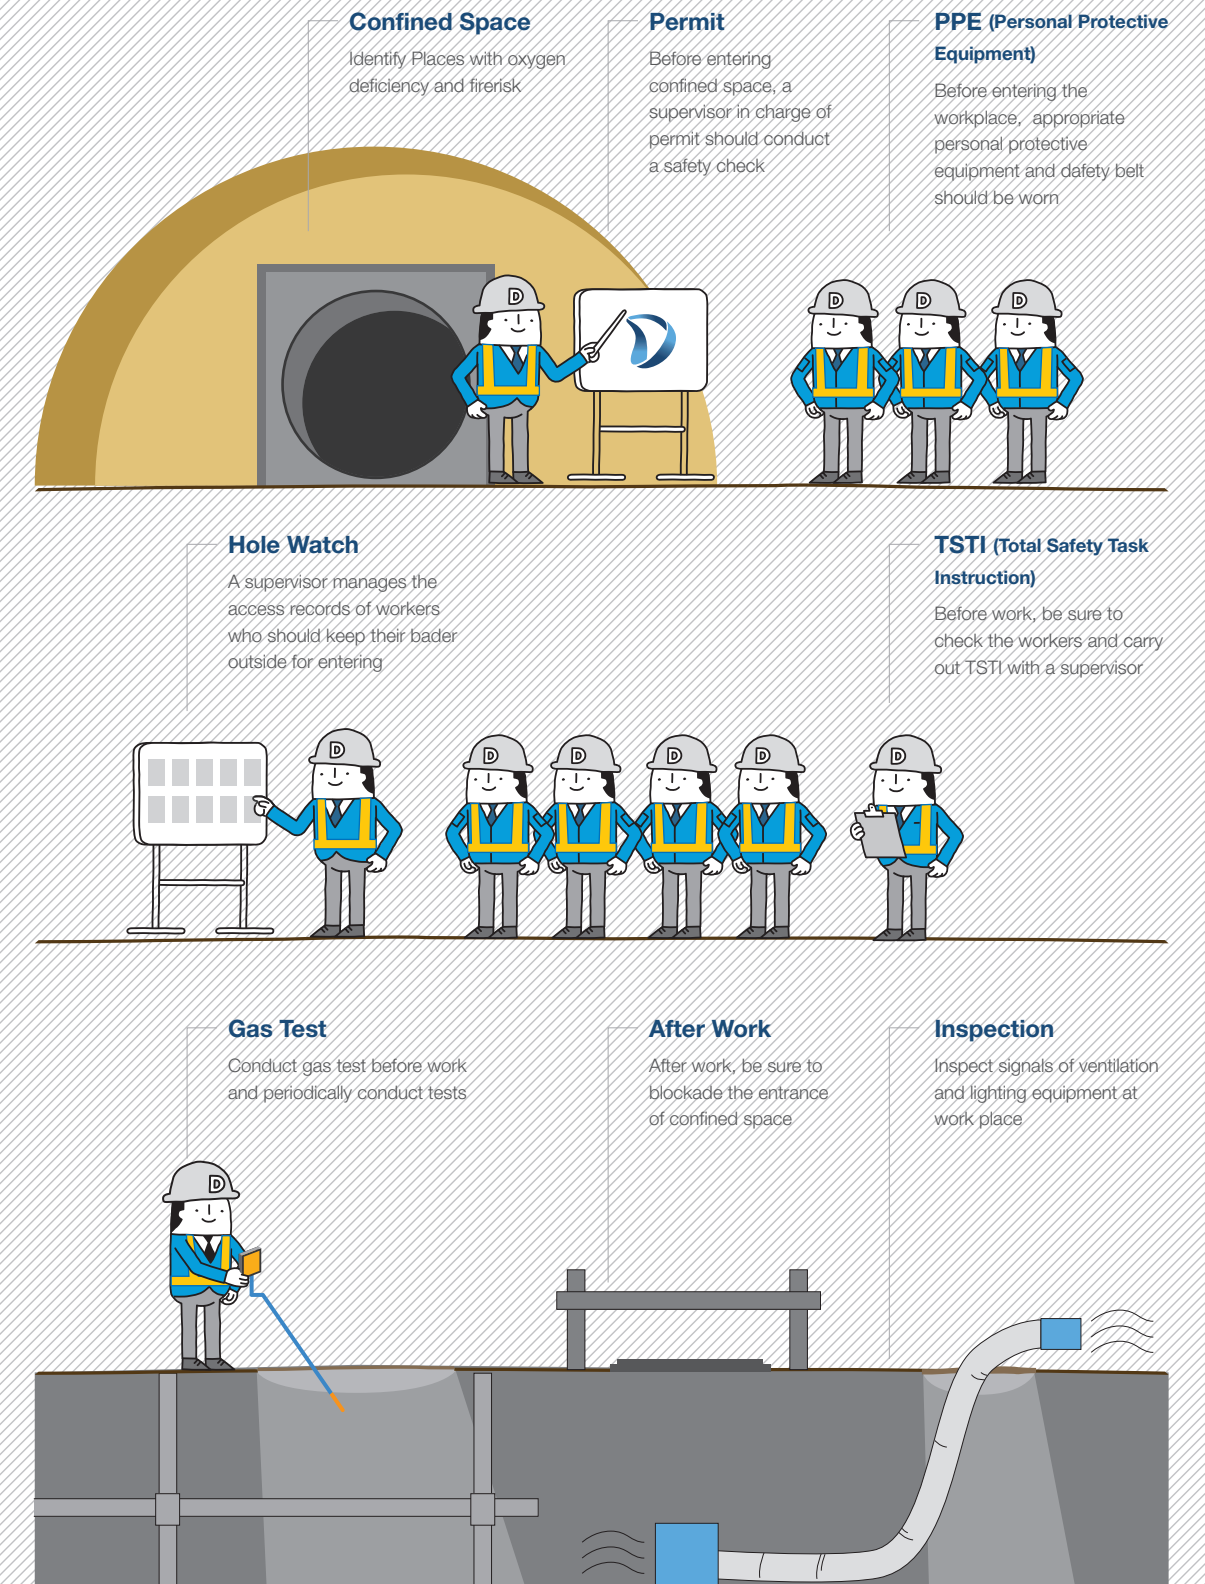 Confined Space
Identify Places with oxygen
deficiency and firerisk
Permit
Before entering
confined space, a
supervisor in charge of
permit should conduct
a safety check
PPE (Personal Protective
Equipment)
Before entering the
workplace, appropriate
personal protective
equipment and dafety belt
should be worn
D
D
D
D
D
Hole Watch
A supervisor manages the
access records of workers
who should keep their bader
outside for entering
TSTI (Total Safety Task
Instruction)
Before work, be sure to
check the workers and carry
out TSTI with a supervisor
D
D
D
D
D
D
Gas Test
Conduct gas test before work
and periodically conduct tests
After Work
After work, be sure to
blockade the entrance
of confined space
Inspection
Inspect signals of ventilation
and lighting equipment at
work place
D